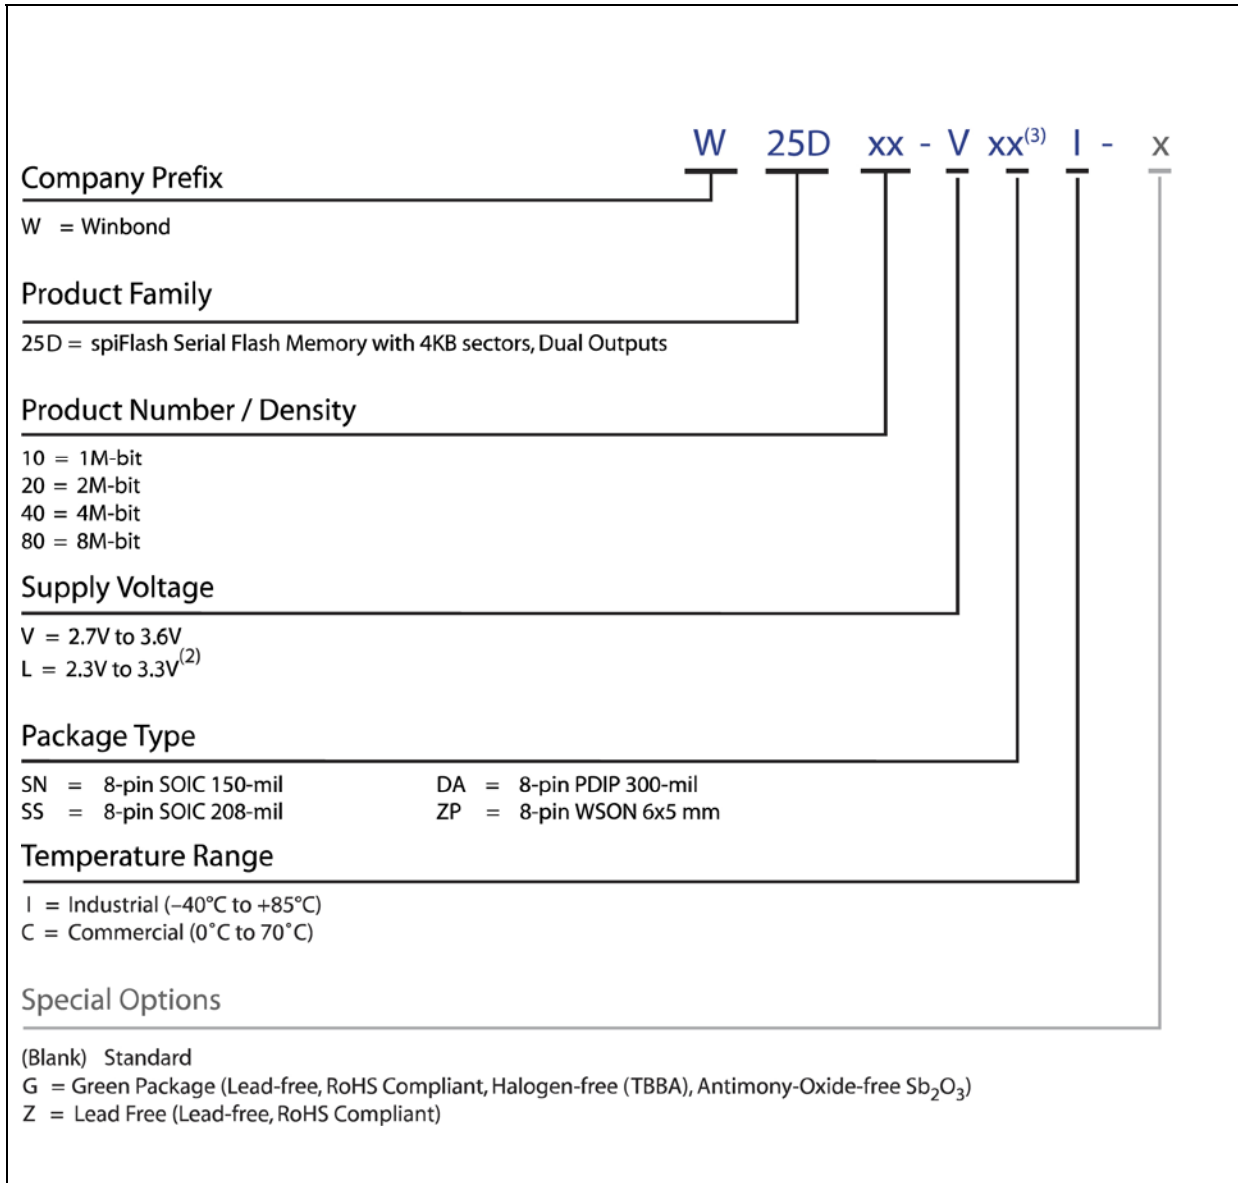 W 25D xx - V xx(3) I - x
Company Prefix
W = Winbond
Product Family
25D = spiFlash Serial Flash Memory with 4KB sectors, Dual Outputs
Product Number / Density
10 = 1M-bit
20 = 2M-bit
40 = 4M-bit
80 = 8M-bit
Supply Voltage
V = 2.7V to 3.6V
L = 2.3V to 3.3V(2)
Package Type
SN = 8-pin SOIC 150-mil DA = 8-pin PDIP 300-mil
SS = 8-pin SOIC 208-mil ZP = 8-pin WSON 6x5 mm
Temperature Range
I = Industrial (–40°C to +85°C)
C = Commercial (0°C to 70°C)
Special Options
(Blank) Standard
G = Green Package (Lead-free, RoHS Compliant, Halogen-free (TBBA), Antimony-Oxide-free Sb2O3)
Z = Lead Free (Lead-free, RoHS Compliant)